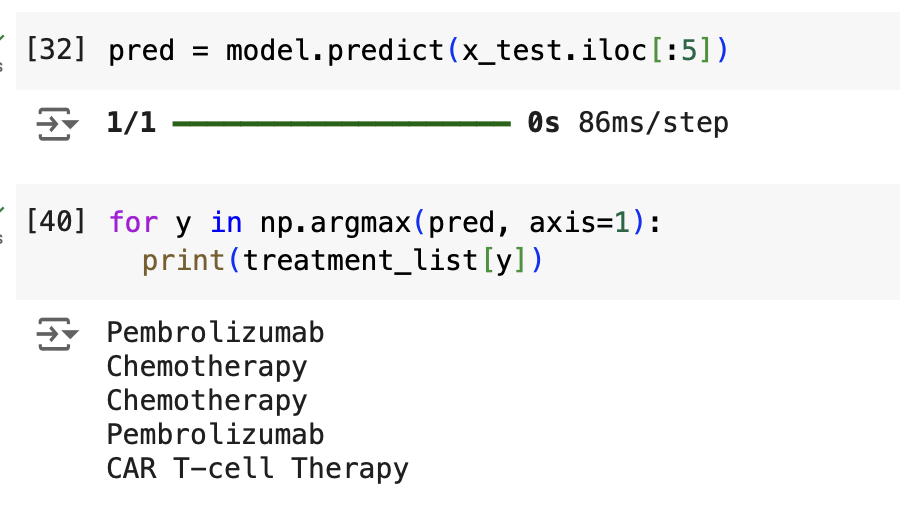 [32] pred = model.predict(x_test.iloc[:5])
1/1 ━━━━━━━━━━━━━━━━━━━━ 0s 86ms/step
[40] for y in np.argmax(pred, axis=1):
print(treatment_list[y])
Pembrolizumab
Chemotherapy
Chemotherapy
Pembrolizumab
CAR T-cell Therapy